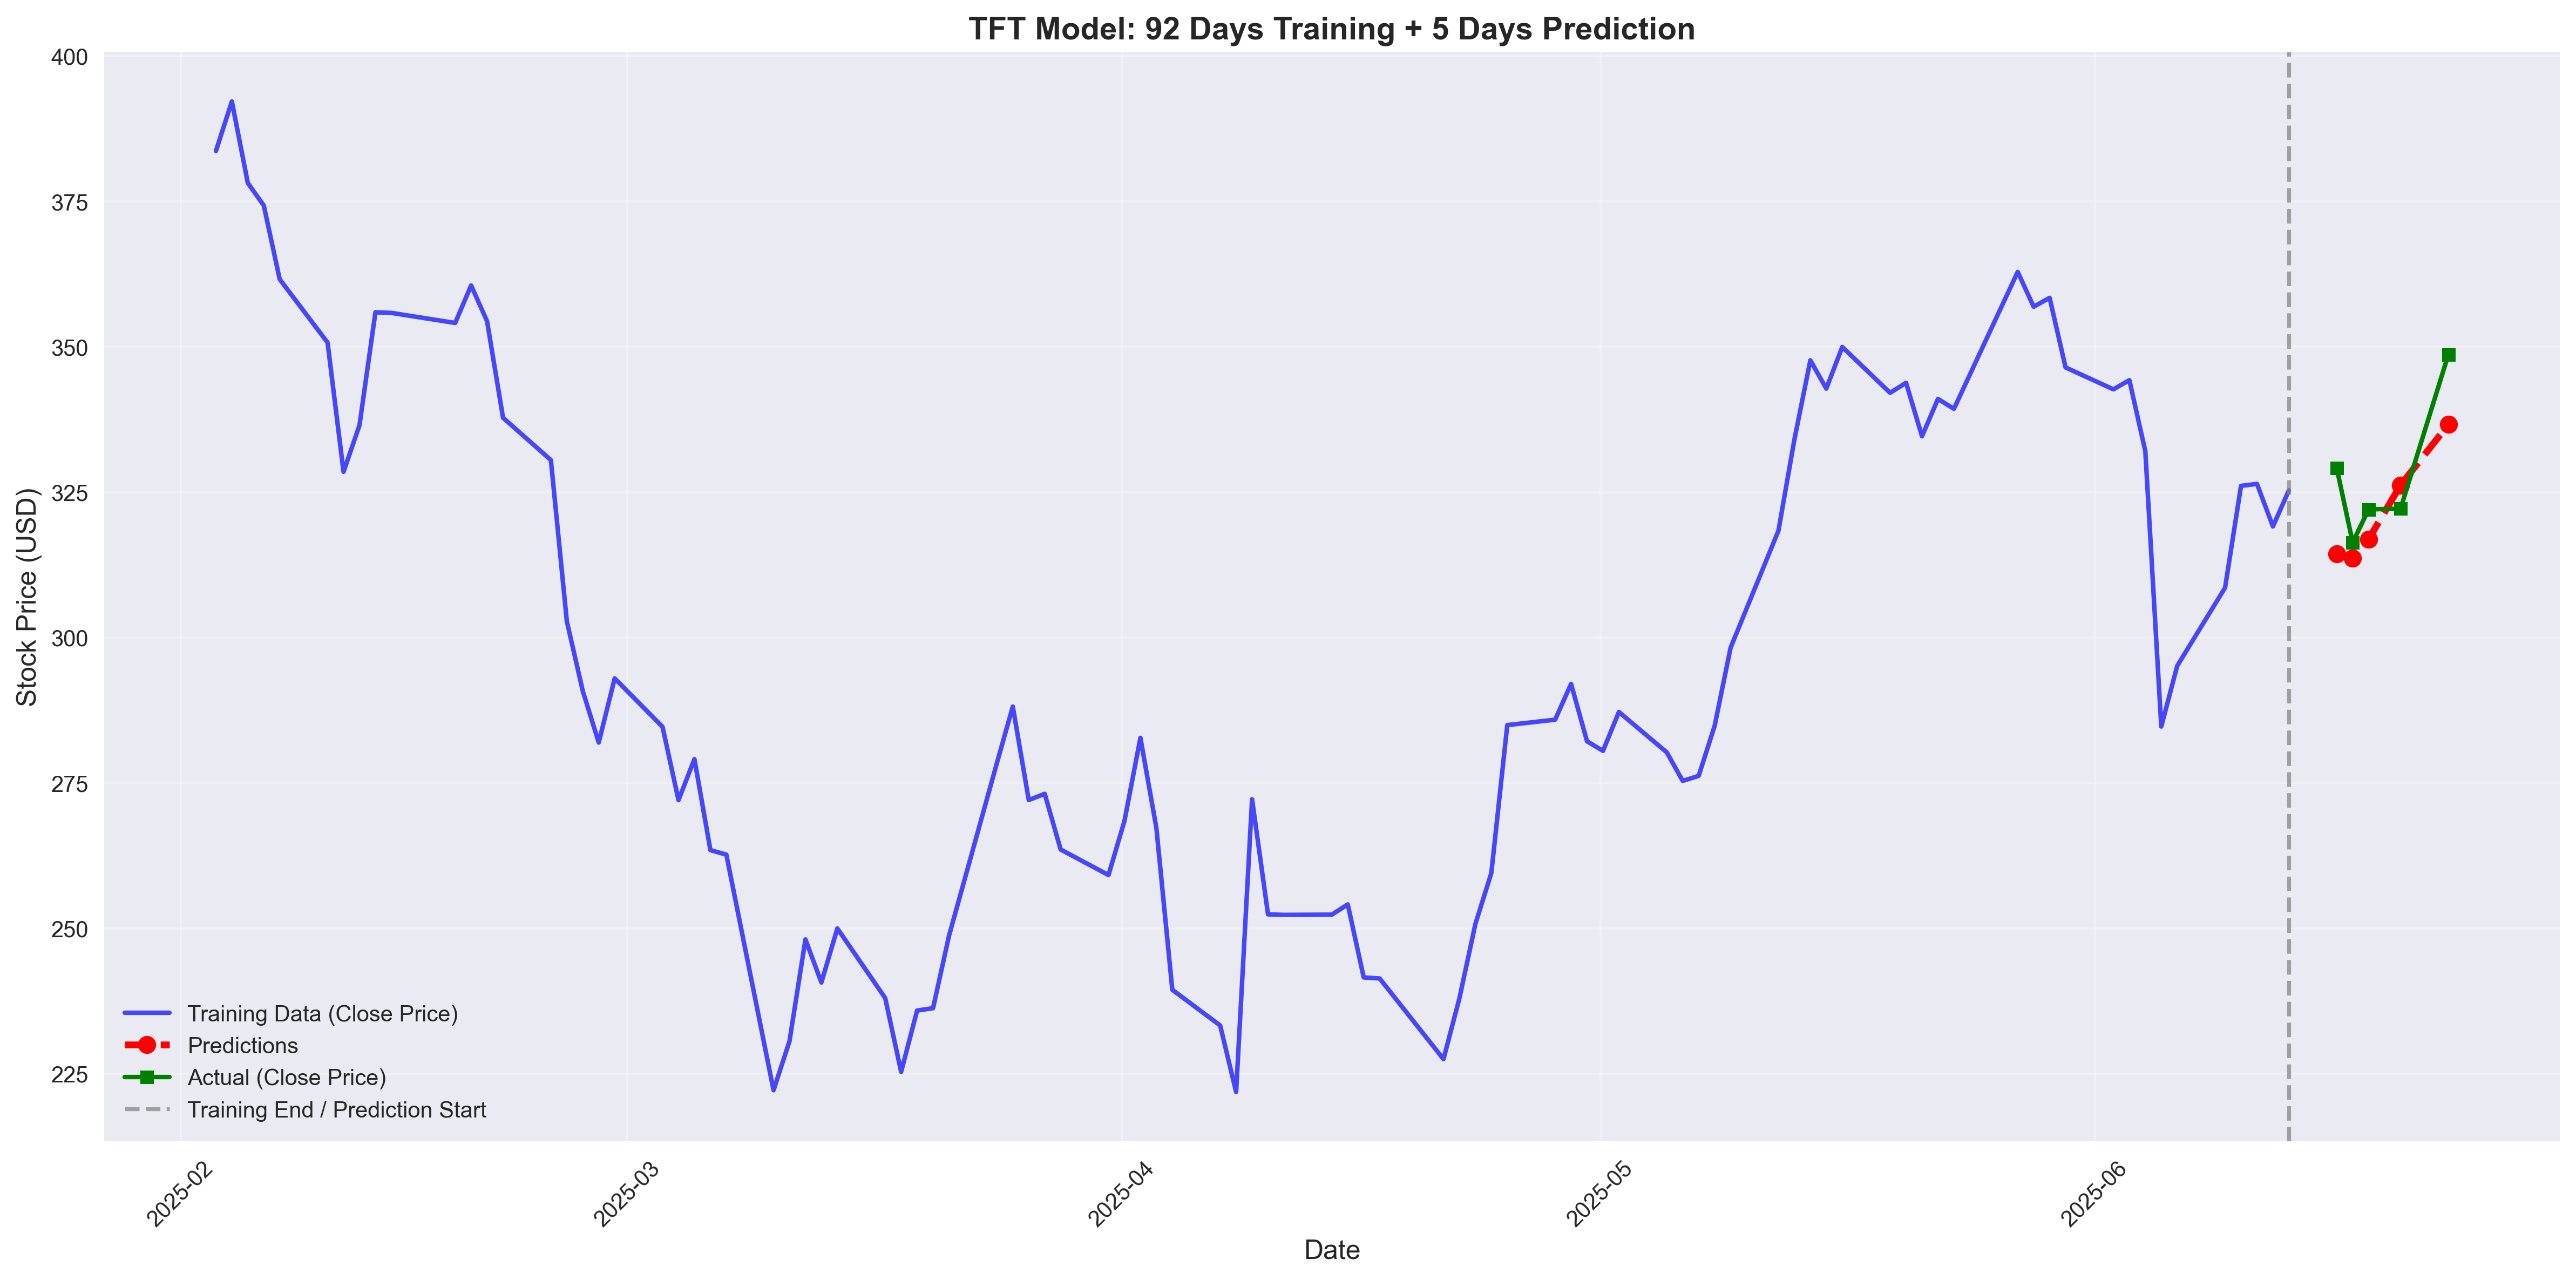 TFT Model: 92 Days Training + 5 Days Prediction
Stock Price (USD)
400
375
350
325
300
275
250
225
Training Data (Close Price)
Predictions
Actual (Close Price)
Training End / Prediction Start
2025-02
2025-03
2025-04
2025-05
2025-06
Date